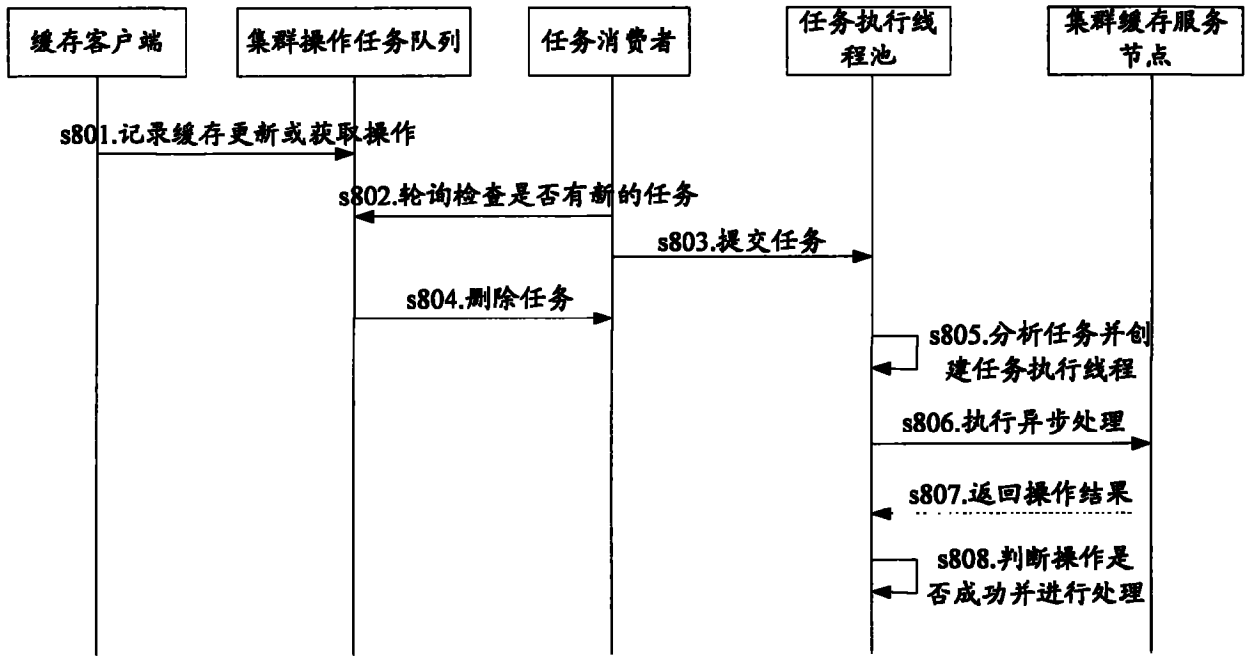 缓存客户端
集群操作任务队列
任务消费者
任务执行线
程池
集群缓存服务
节点
s801.记录缓存更新或获取操作
s802.轮询检查是否有新的任务
s803.提交任务
s804.删除任务
s805.分析任务并创
建任务执行线程
s806.执行异步处理
s807.返回操作结果
s808.判断操作是
否成功并进行处理